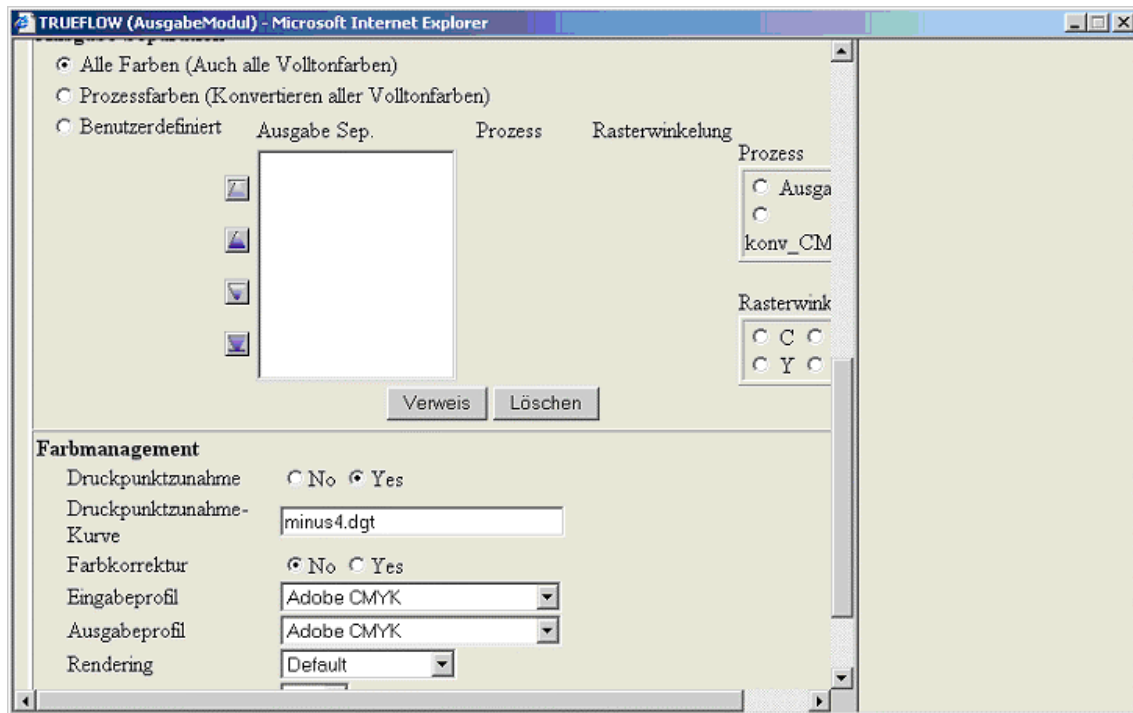 TRUEFLOW (AusgabeModul) - Microsoft Internet Explorer
Alle Farben (Auch alle Volltonfarben)
Prozessfarben (Konvertieren aller Volltonfarben)
Benutzerdefiniert
Ausgabe Sep.
Prozess
Rasterwinkelung
Prozess
Ausga
konv_CM
Rasterwink
C
Y
Verweis
Löschen
Farbmanagement
Druckpunktzunahme No Yes
Druckpunktzunahme-
Kurve
minus4.dgt
Farbkorrektur No Yes
Eingabeprofil Adobe CMYK
Ausgabeprofil Adobe CMYK
Rendering Default